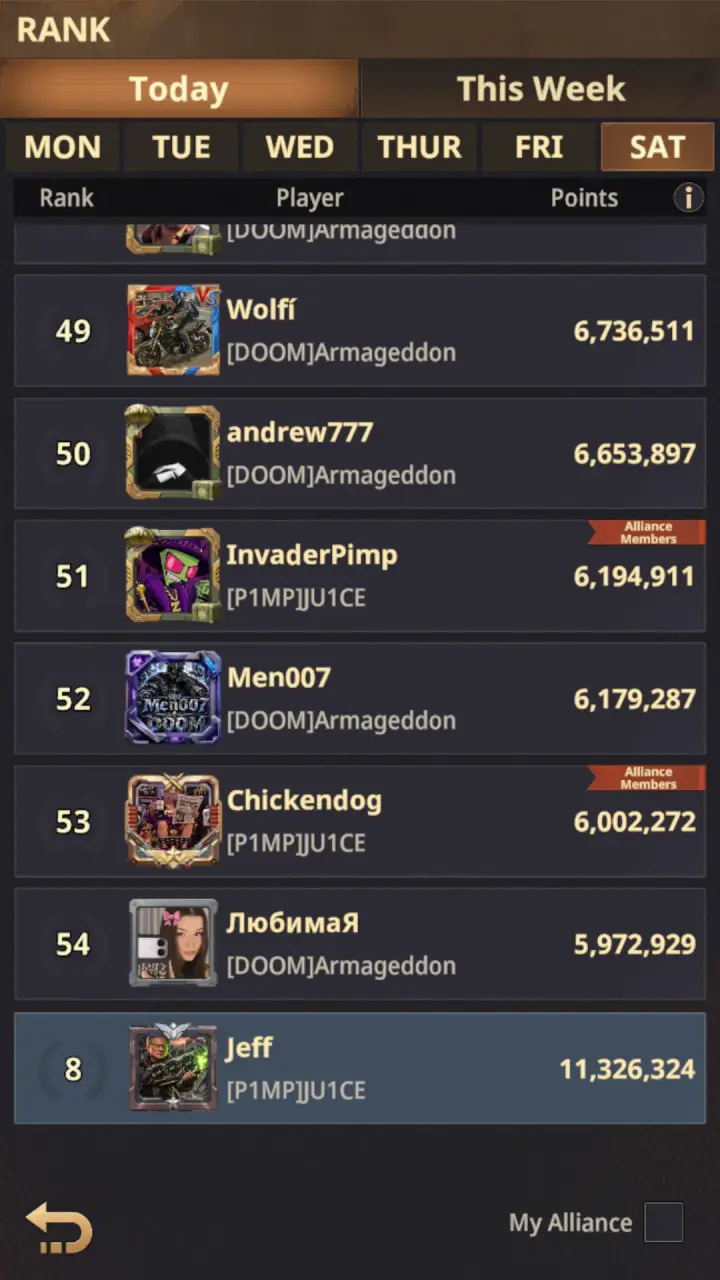 RANK
Today
This Week
MON TUE WED THUR FRI SAT
Rank Player Points
[DOOM]Armageddon
49
Wolfí
[DOOM]Armageddon
6,736,511
50
andrew777
[DOOM]Armageddon
6,653,897
Alliance
Members
51
InvaderPimp
[P1MP]JU1CE
6,194,911
52
Men007
DOOM
Men007
[DOOM]Armageddon
6,179,287
Alliance
Members
53
Chickendog
[P1MP]JU1CE
6,002,272
54
ЛюбимаЯ
[DOOM]Armageddon
5,972,929
8
Jeff
[P1MP]JU1CE
11,326,324
My Alliance